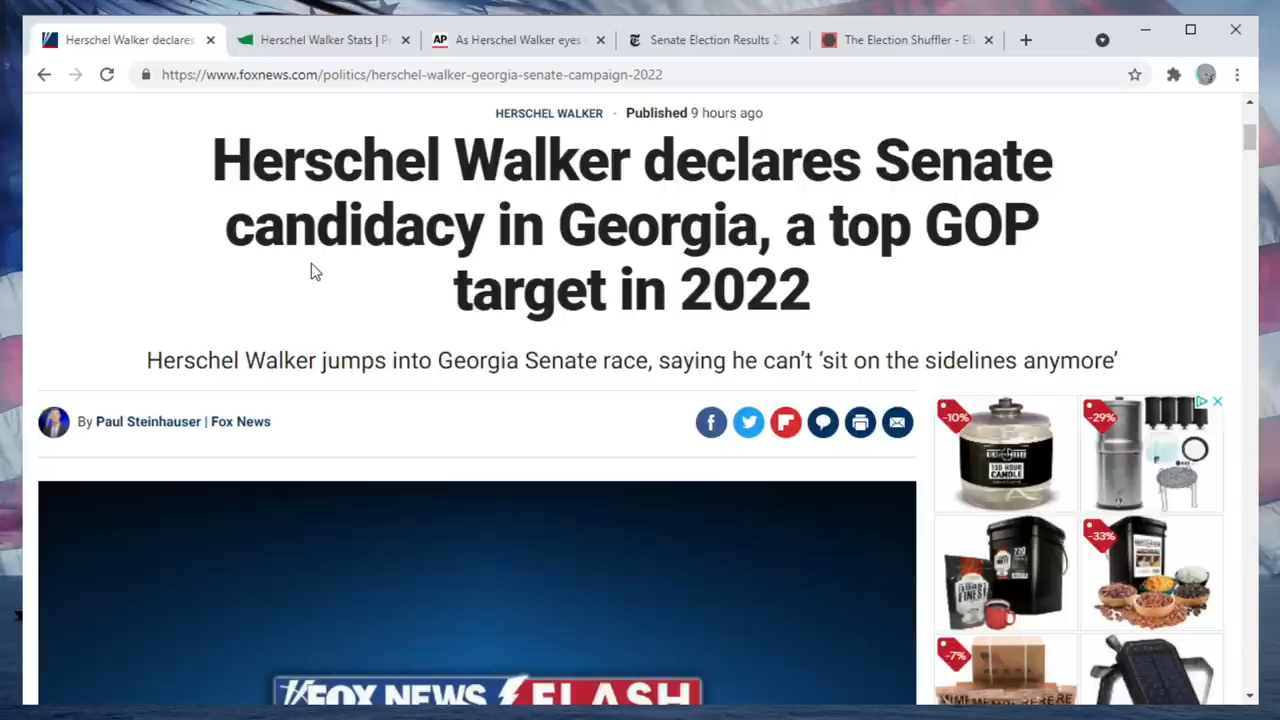 Herschel Walker declares
Herschel Walker Stats | P
AP As Herschel Walker eyes
Senate Election Results 2
The Election Shuffler - El
https://www.foxnews.com/politics/herschel-walker-georgia-senate-campaign-2022
HERSCHEL WALKER · Published 9 hours ago
Herschel Walker declares Senate
candidacy in Georgia, a top GOP
target in 2022
Herschel Walker jumps into Georgia Senate race, saying he can't 'sit on the sidelines anymore'
By Paul Steinhauser | Fox News
-10%
-29%
100 HOUR
CANDLE
-33%
-7%
FOX NEWS FLASH